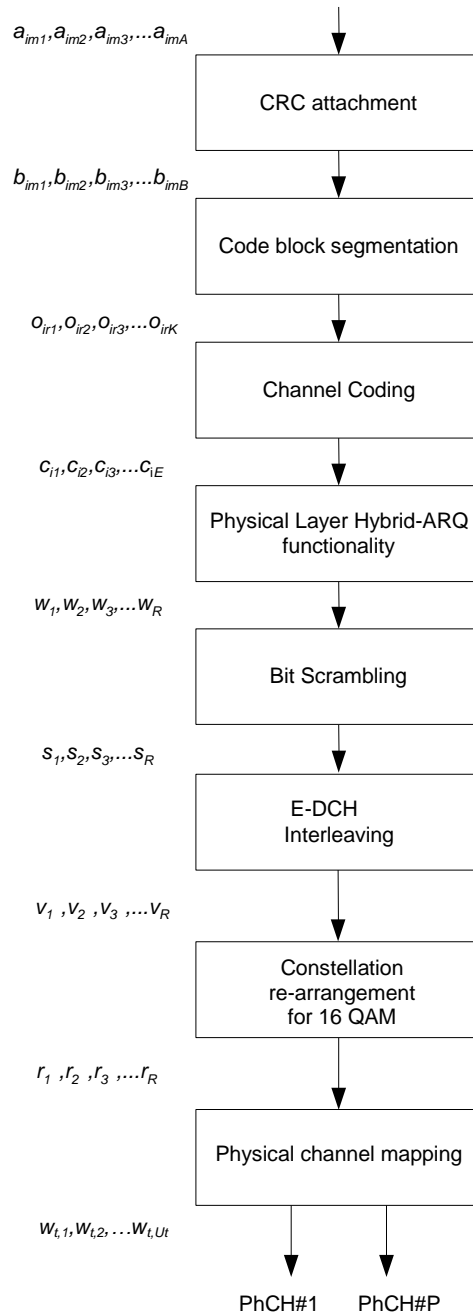 a_im1,a_im2,a_im3,...a_imA
CRC attachment
b_im1,b_im2,b_im3,...b_imB
Code block segmentation
o_ir1,o_ir2,o_ir3,...o_irK
Channel Coding
c_i1,c_i2,c_i3,...c_iE
Physical Layer Hybrid-ARQ
functionality
w_1,w_2,w_3,...w_R
Bit Scrambling
s_1,s_2,s_3,...s_R
E-DCH
Interleaving
v_1 ,v_2 ,v_3 ,...v_R
Constellation
re-arrangement
for 16 QAM
r_1 ,r_2 ,r_3 ,...r_R
Physical channel mapping
w_t,1,w_t,2,...w_t,Ut
PhCH#1 PhCH#P